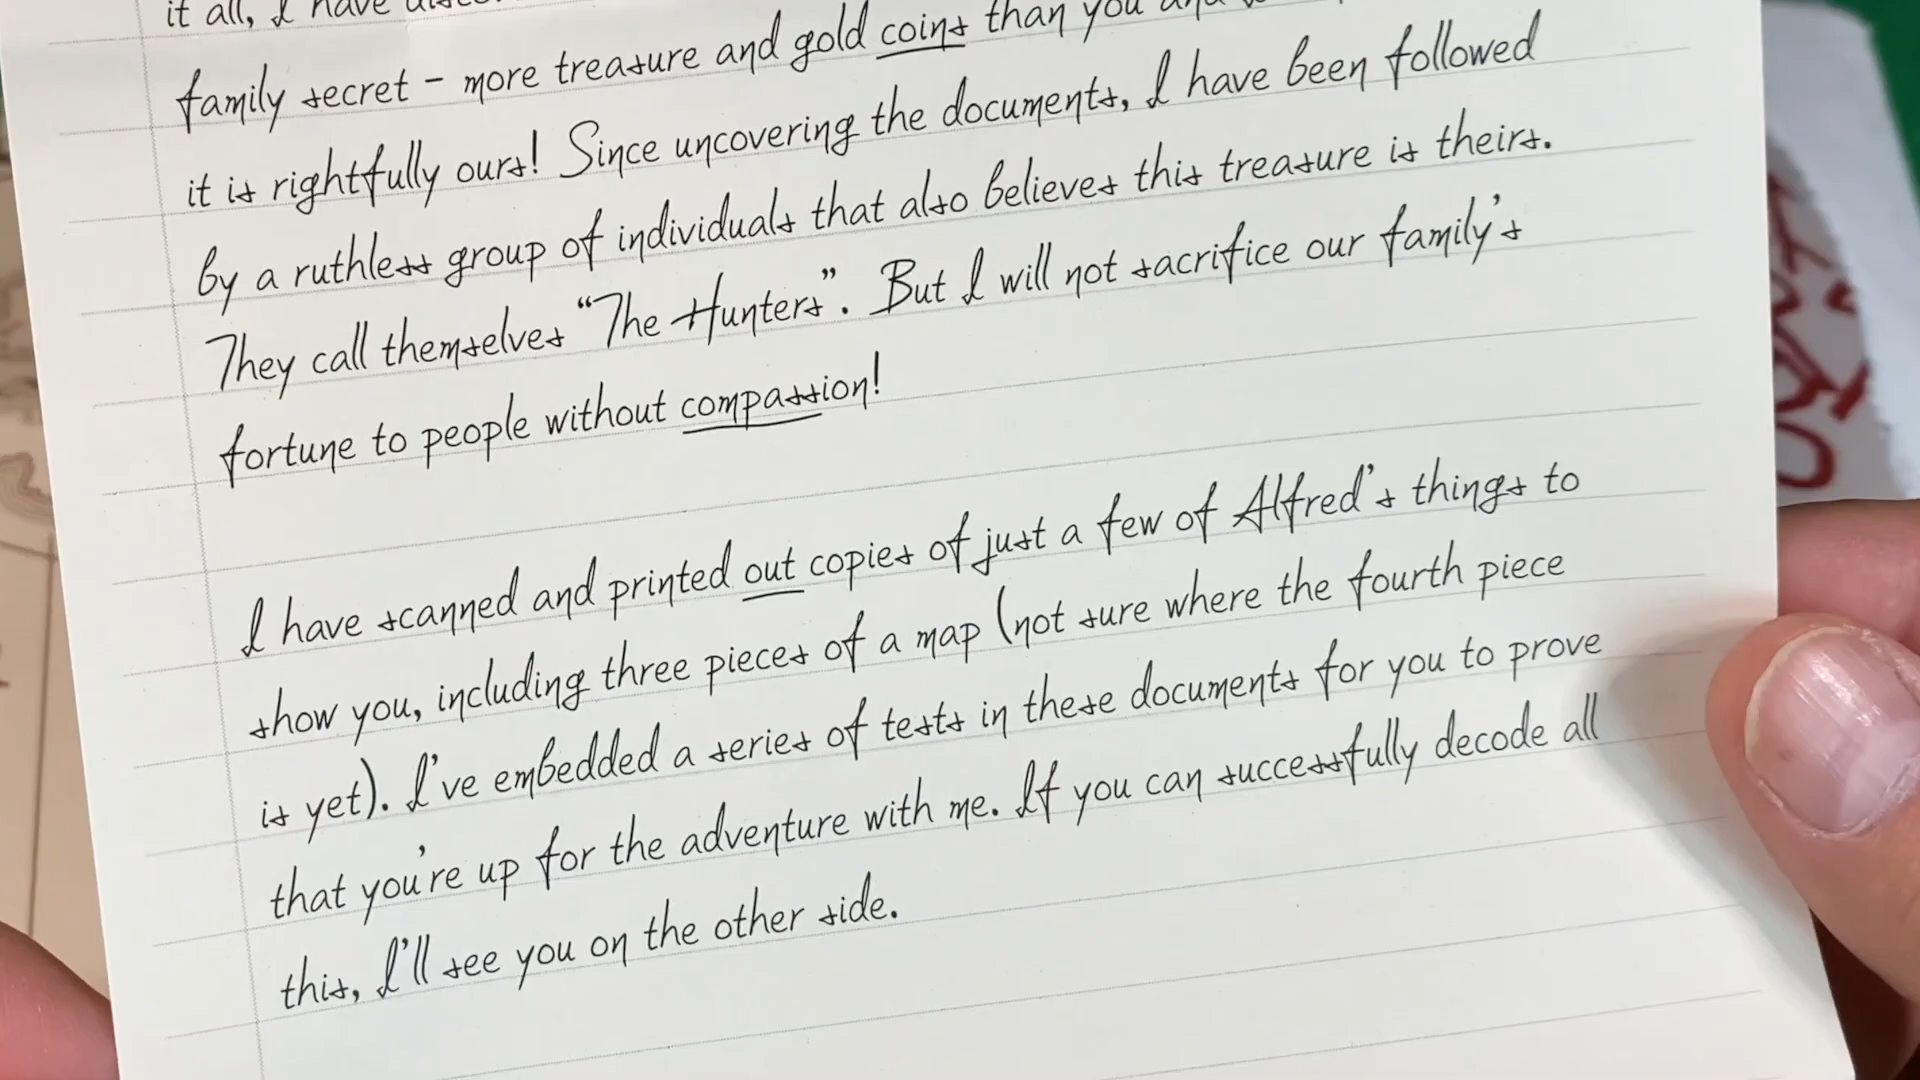 it all, I have
family secret - more treasure and gold coins than you and
it is rightfully ours! Since uncovering the documents, I have been followed
by a ruthless group of individuals that also believes this treasure is theirs.
They call themselves "The Hunters". But I will not sacrifice our family's
fortune to people without compassion!
I have scanned and printed out copies of just a few of Alfred's things to
show you, including three pieces of a map (not sure where the fourth piece
is yet). I've embedded a series of tests in these documents for you to prove
that you're up for the adventure with me. If you can successfully decode all
this, I'll see you on the other side.